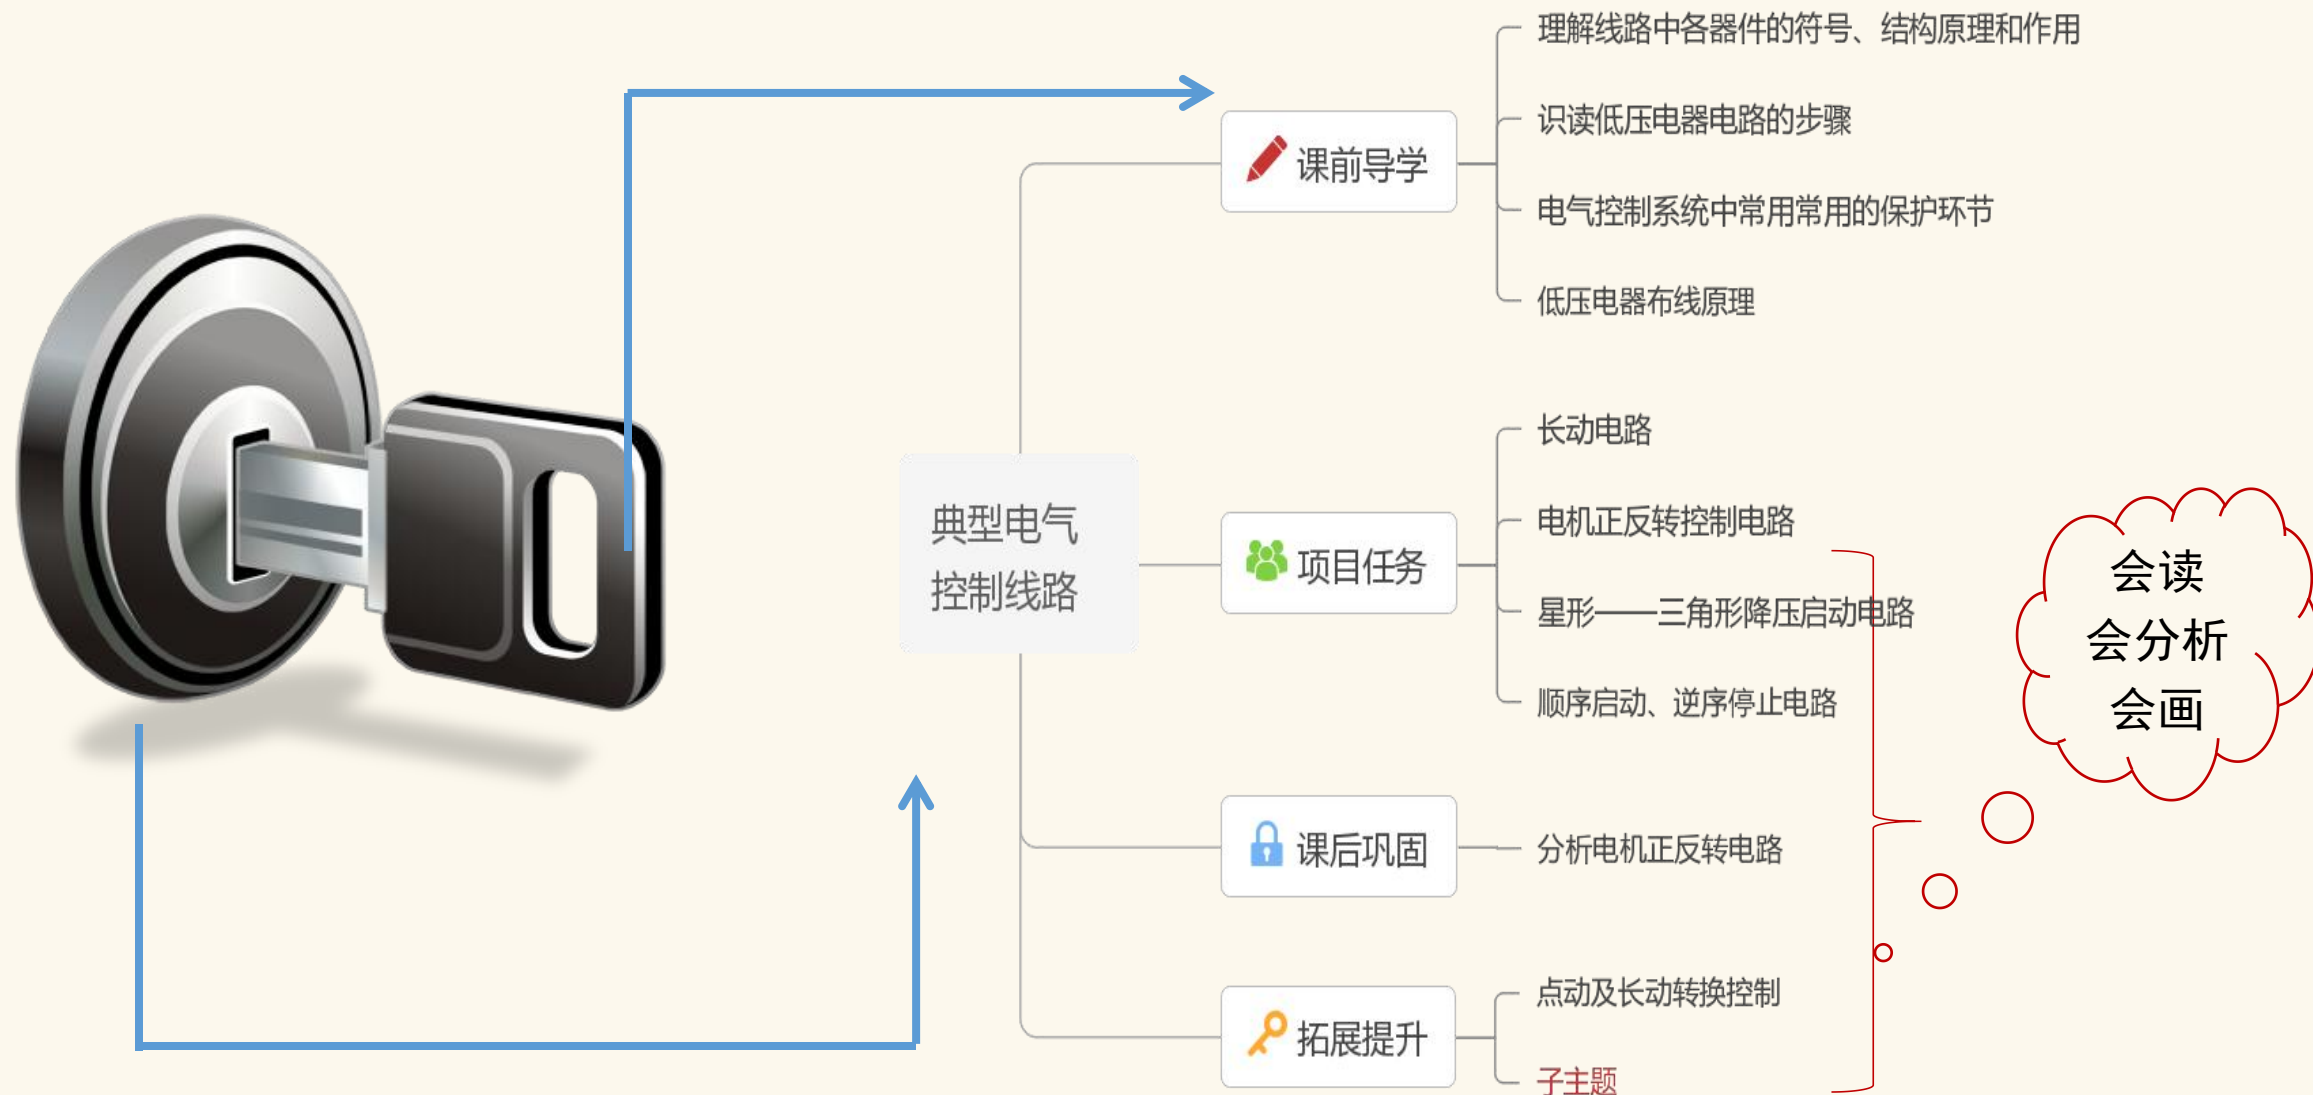 理解线路中各器件的符号、结构原理和作用
识读低压电器电路的步骤
课前导学
电气控制系统中常用常用的保护环节
低压电器布线原理
长动电路
电机正反转控制电路
典型电气
控制线路
项目任务
星形——三角形降压启动电路
顺序启动、逆序停止电路
会读
会分析
会画
课后巩固
分析电机正反转电路
点动及长动转换控制
拓展提升
子主题